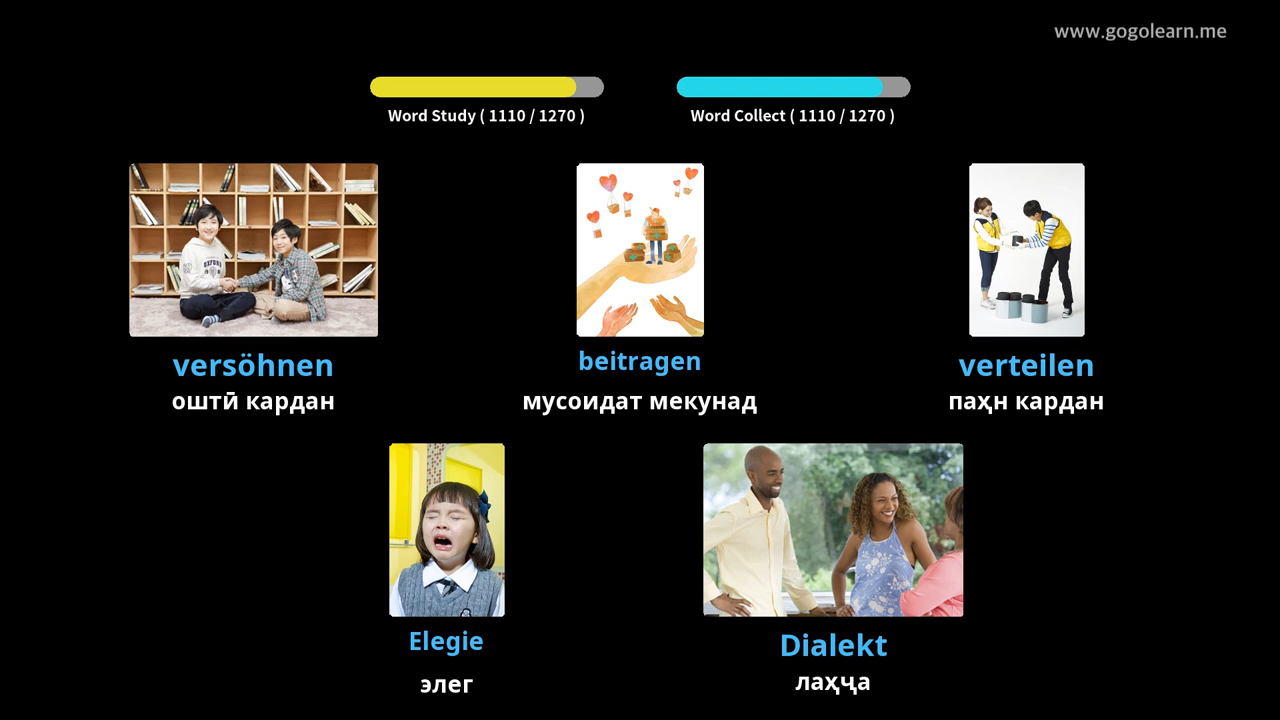 www.gogolearn.me
Word Study ( 1110 / 1270 )
Word Collect ( 1110 / 1270 )
versöhnen
оштӣ кардан
beitragen
мусоидат мекунад
verteilen
паҳн кардан
Elegie
элег
Dialekt
лаҳҷа